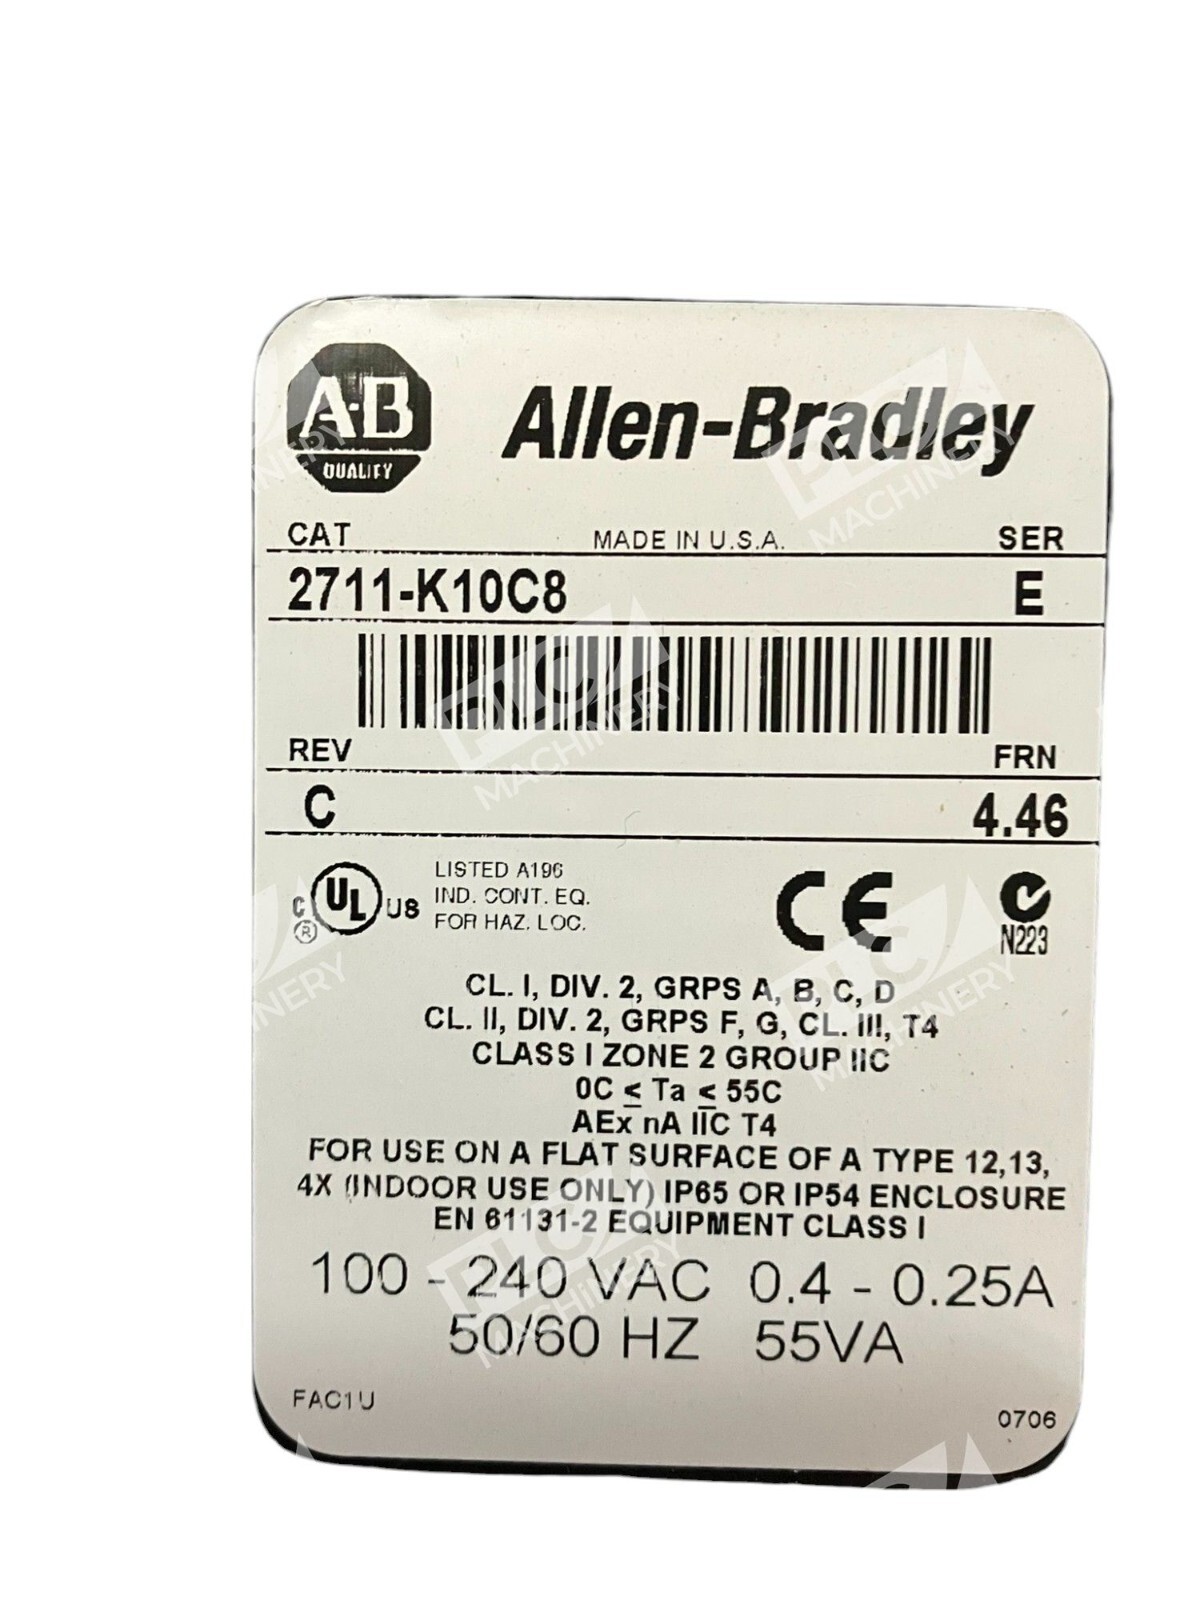 A-B
QUALITY
Allen-Bradley
CAT MADE IN U.S.A. SER
2711-K10C8 E
REV FRN
C 4.46
C UL US
®
LISTED A196
IND. CONT. EQ.
FOR HAZ. LOC.
CE
N223
CL. I, DIV. 2, GRPS A, B, C, D
CL. II, DIV. 2, GRPS F, G, CL. III, T4
CLASS I ZONE 2 GROUP IIC
0C ≤ Ta ≤ 55C
AEx nA IIC T4
FOR USE ON A FLAT SURFACE OF A TYPE 12,13,
4X (INDOOR USE ONLY) IP65 OR IP54 ENCLOSURE
EN 61131-2 EQUIPMENT CLASS I
100 - 240 VAC 0.4 - 0.25A
50/60 HZ 55VA
FAC1U 0706
PLC
MACHINERY